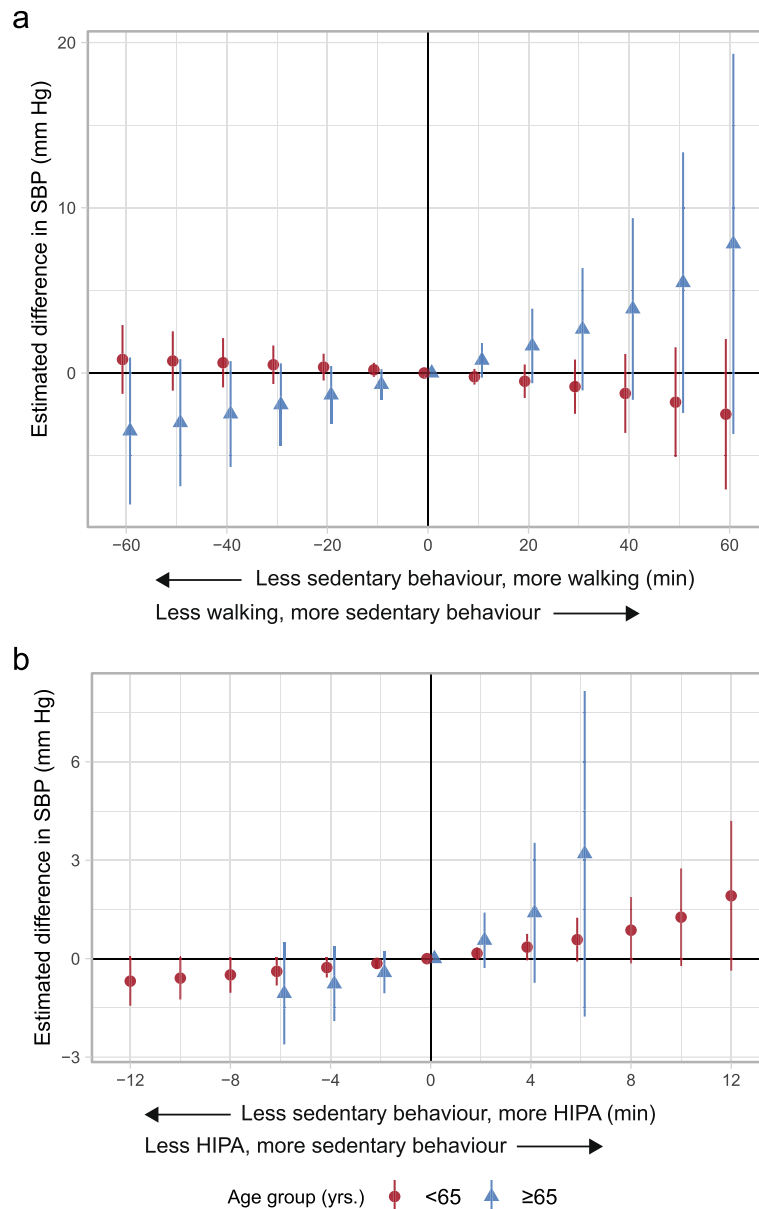 a
Estimated difference in SBP (mm Hg)
20
10
0
−60 −40 −20 0 20 40 60
Less sedentary behaviour, more walking (min)
Less walking, more sedentary behaviour
b
Estimated difference in SBP (mm Hg)
6
3
0
−3
−12 −8 −4 0 4 8 12
Less sedentary behaviour, more HIPA (min)
Less HIPA, more sedentary behaviour
Age group (yrs.) <65 ≥65